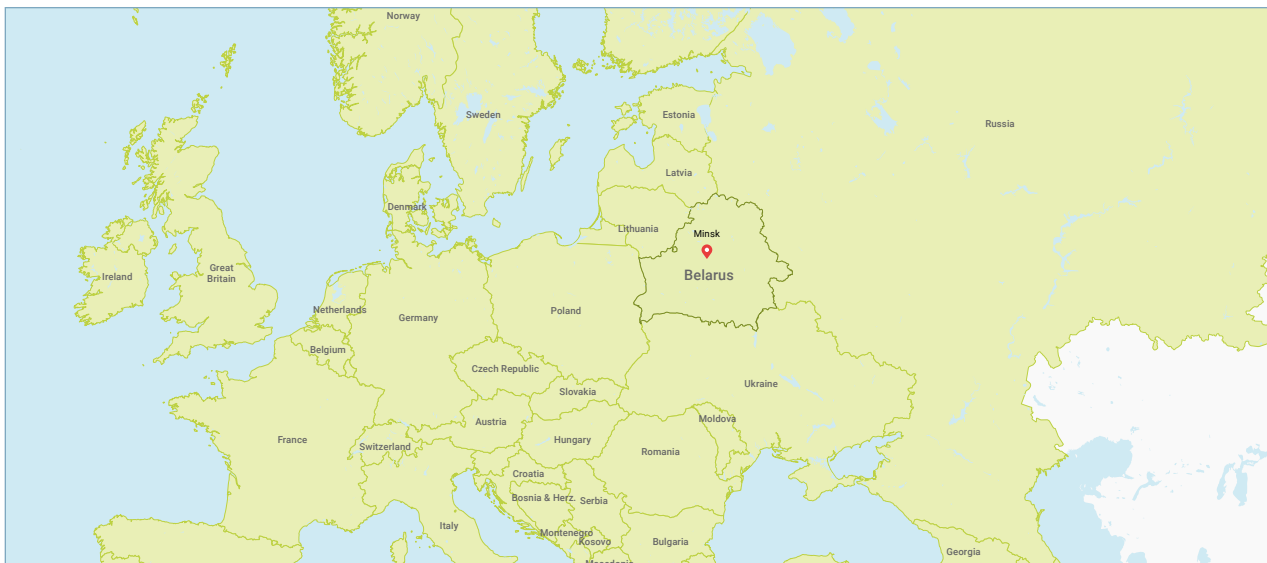 Norway
Sweden
Estonia
Russia
Latvia
Denmark
Lithuania
Minsk
Great
Britain
Ireland
Belarus
Netherlands
Poland
Germany
Belgium
Czech Republic
Ukraine
Slovakia
Moldova
Austria
France
Hungary
Switzerland
Romania
Croatia
Bosnia & Herz.
Serbia
Italy
Montenegro
Kosovo
Bulgaria
Georgia
Macedonia